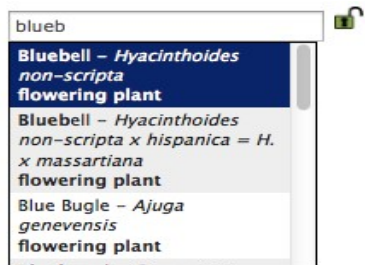 blueb
Bluebell – Hyacinthoides
non-scripta
flowering plant
Bluebell – Hyacinthoides
non-scripta x hispanica = H.
x massartiana
flowering plant
Blue Bugle – Ajuga
genevensis
flowering plant